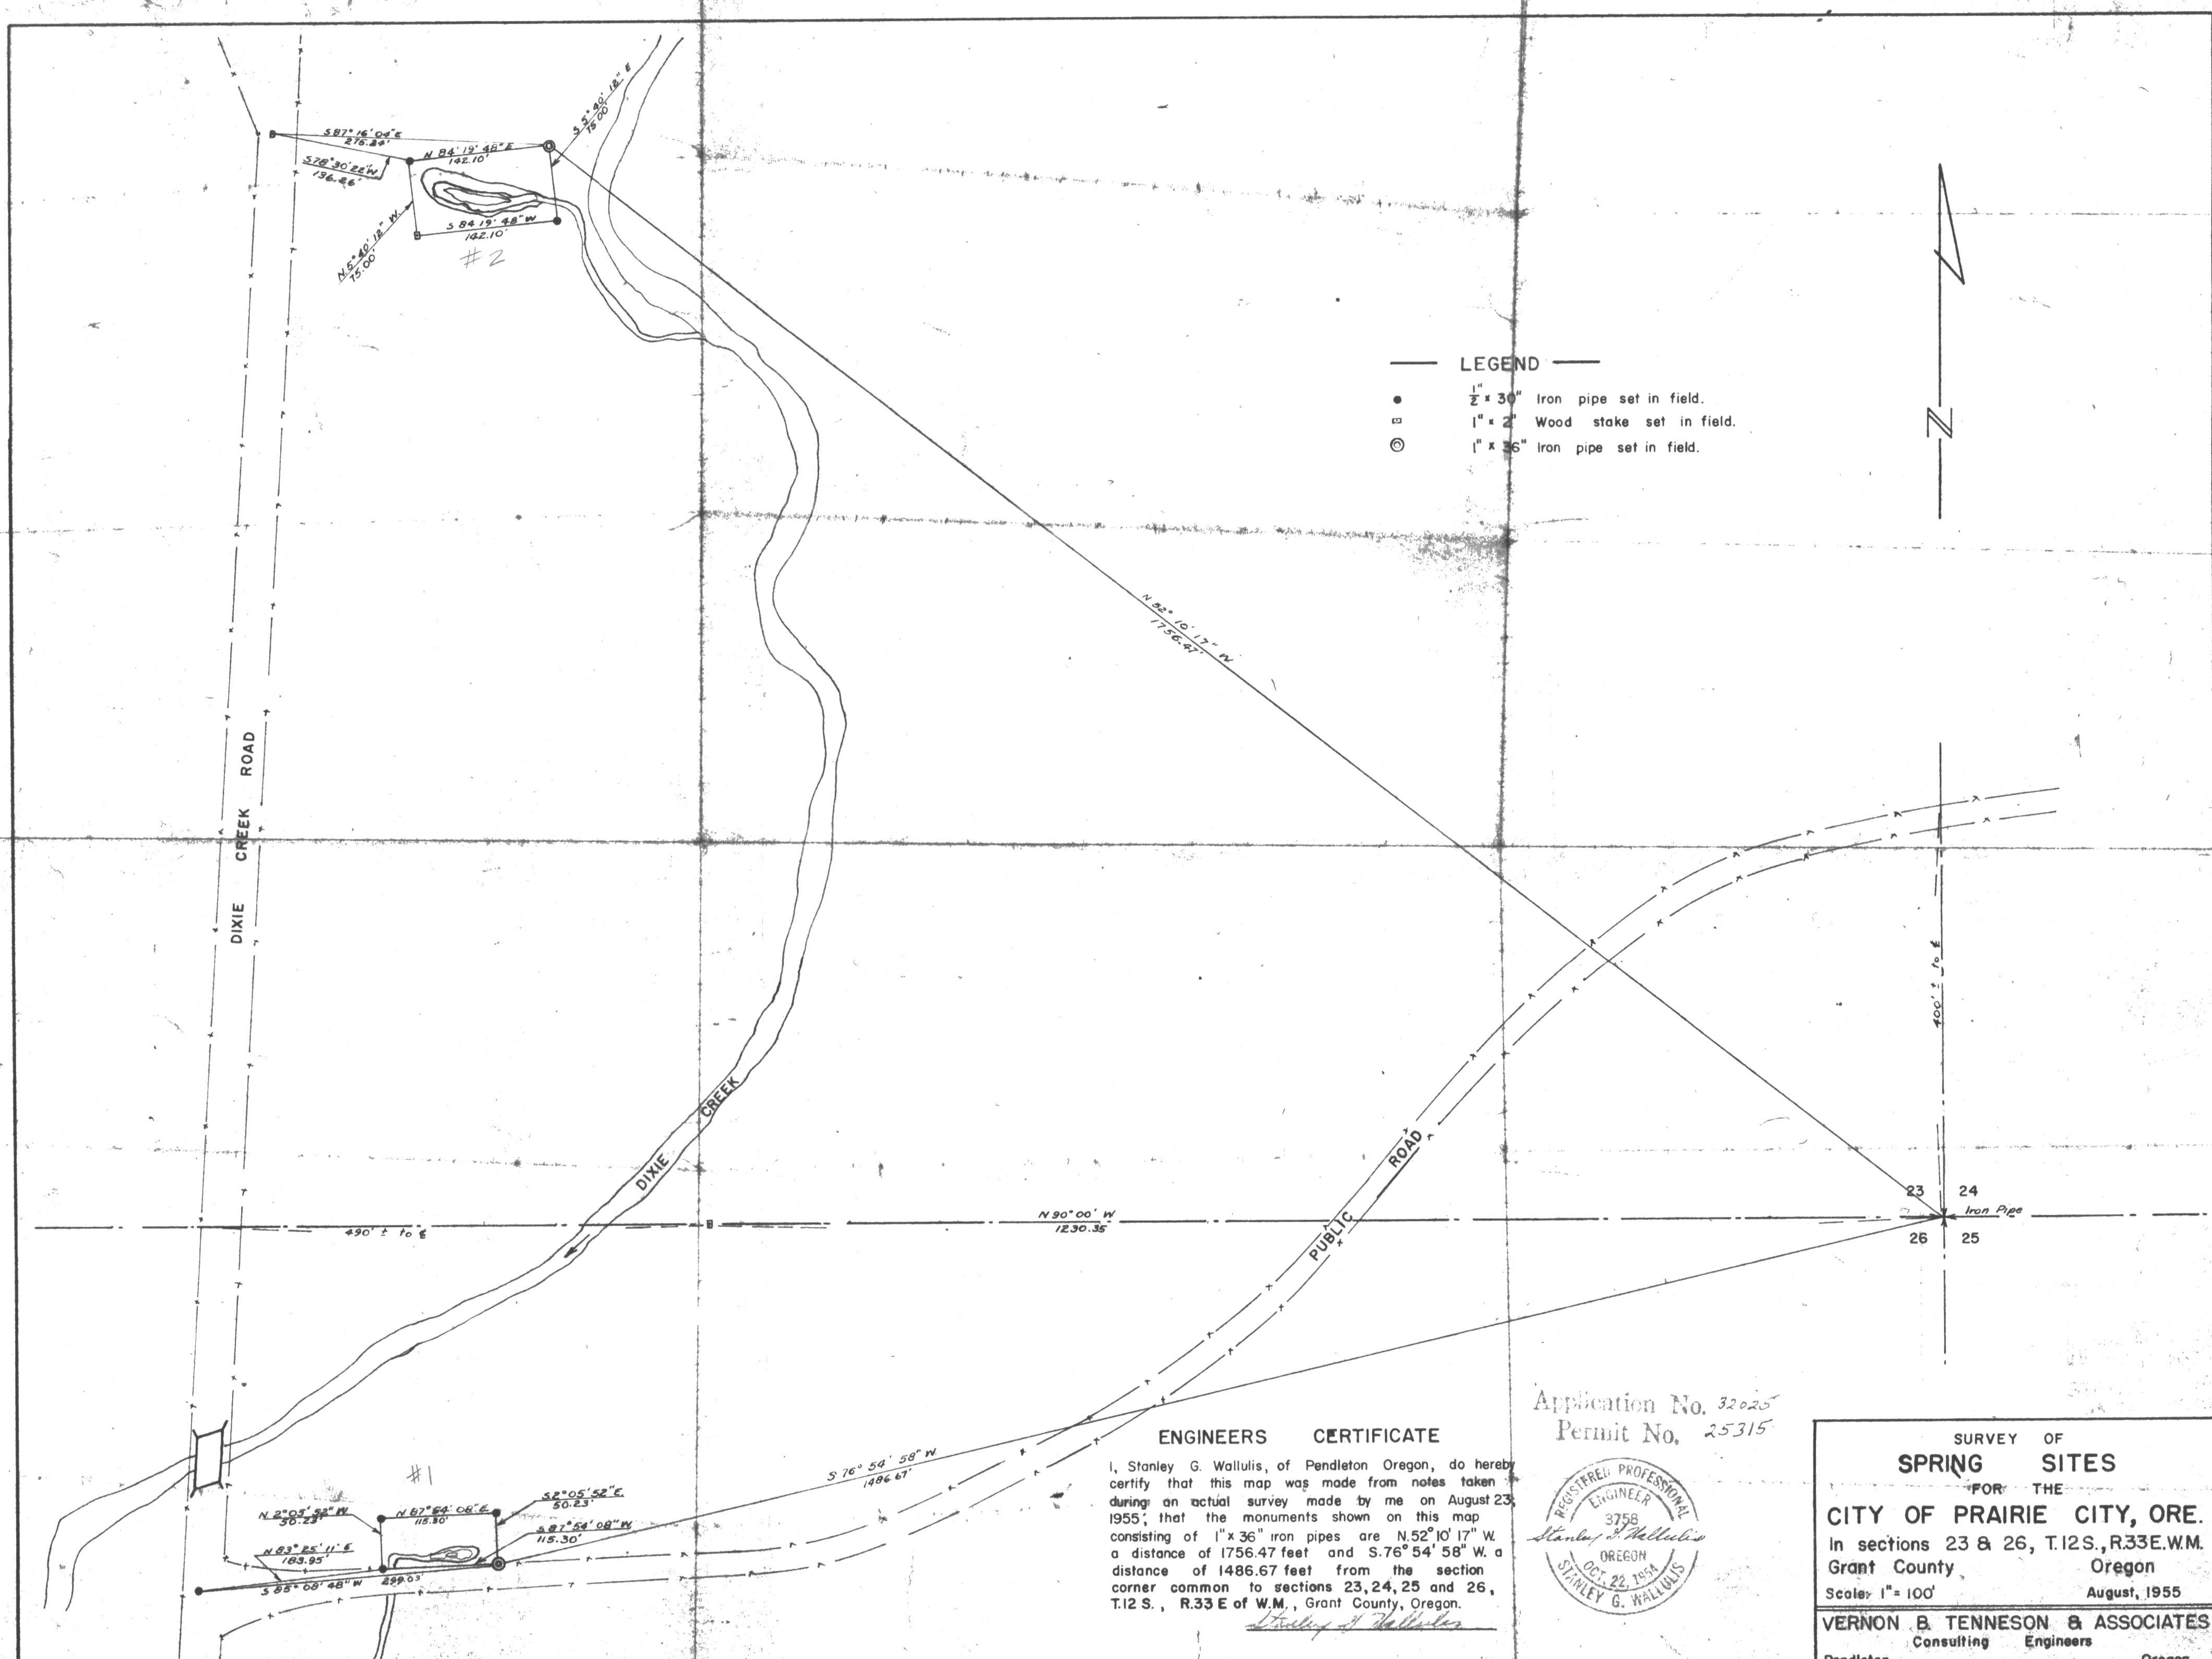 S 5° 40' 12" E
75.00'
S 87° 16' 04" E
276.24'
N 84° 19' 48" E
142.10'
S 78° 30' 22" W
136.26'
N 5° 40' 12" W.
75.00'
S 84 19' 48" W
142.10'
#2
LEGEND
1/2" x 30" Iron pipe set in field.
1" x 2" Wood stake set in field.
1" x 36" Iron pipe set in field.
N
N 52° 10' 17" W
1756.47'
DIXIE CREEK ROAD
400' ± to ℄
DIXIE CREEK
PUBLIC ROAD
23 24
Iron Pipe
26 25
N 90° 00' W
1230.35
490' ± to ℄
S 76° 54' 58" W
1486.67'
#1
N 2° 05' 52" W
50.23'
N 87° 54' 08" E
115.30'
S 2° 05' 52" E.
50.23'
S 87° 54' 08" W
115.30'
N 83° 25' 11" E
183.95'
S 85° 08' 48" W 299.03'
ENGINEERS CERTIFICATE
I, Stanley G. Wallulis, of Pendleton Oregon, do hereby
certify that this map was made from notes taken
during an actual survey made by me on August 23,
1955; that the monuments shown on this map
consisting of 1" x 36" iron pipes are N. 52° 10' 17" W.
a distance of 1756.47 feet and S. 76° 54' 58" W. a
distance of 1486.67 feet from the section
corner common to sections 23, 24, 25 and 26,
T.12 S., R.33 E of W.M., Grant County, Oregon.
Stanley G Wallulis
Application No. 32025
Permit No. 25315
REGISTERED PROFESSIONAL
ENGINEER
3758
Stanley G. Wallulis
OREGON
OCT. 22, 1954
STANLEY G. WALLULIS
SURVEY OF
SPRING SITES
FOR THE
CITY OF PRAIRIE CITY, ORE.
In sections 23 & 26, T.12S., R.33E.W.M.
Grant County Oregon
Scale: 1" = 100' August, 1955
VERNON B. TENNESON & ASSOCIATES
Consulting Engineers
Pendleton Oregon